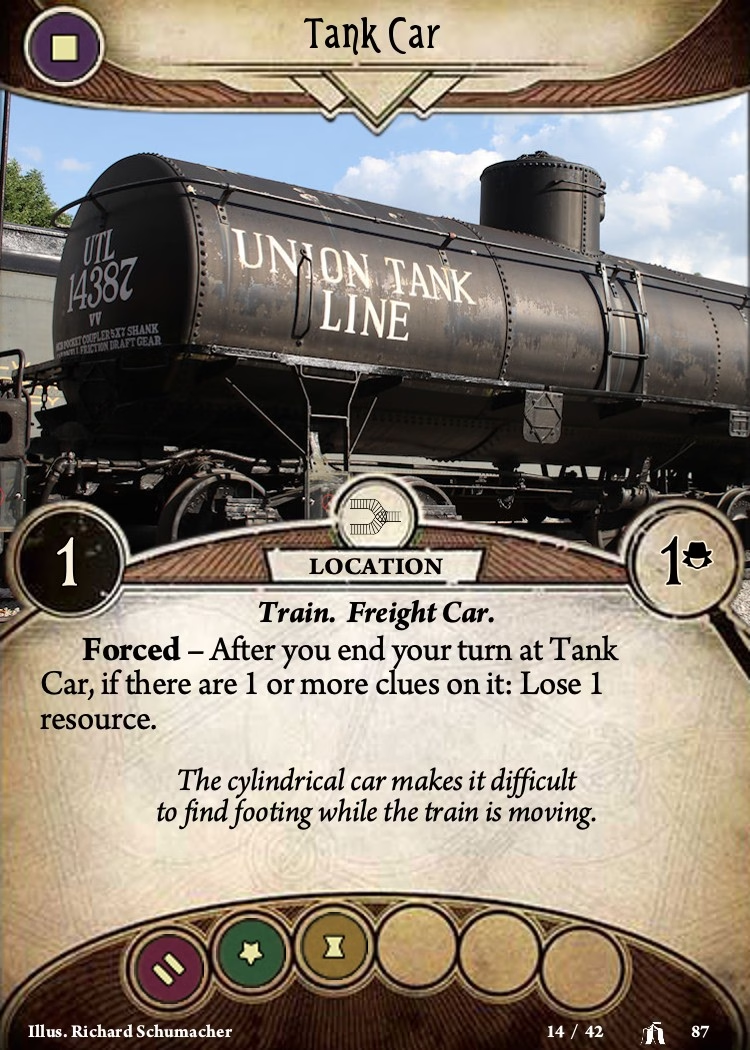 Tank Car
UTL
14387
VV
UNION TANK
LINE
1
LOCATION
1
Train. Freight Car.
Forced – After you end your turn at Tank
Car, if there are 1 or more clues on it: Lose 1
resource.
The cylindrical car makes it difficult
to find footing while the train is moving.
Illus. Richard Schumacher
14 / 42
87